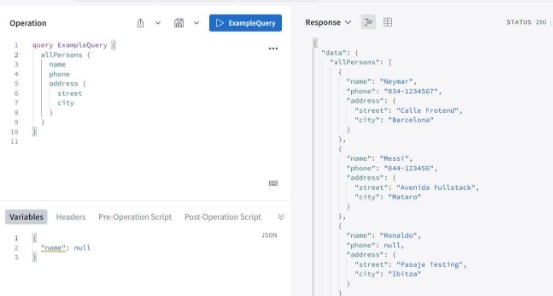 Operation
ExampleQuery
1 query ExampleQuery {
2 allPersons {
3 name
4 phone
5 address {
6 street
7 city
8 }
9 }
10 }
11
Variables Headers Pre-Operation Script Post-Operation Script
JSON
1 {
2 "name": null
3 }
Response STATUS 200
{
"data": {
"allPersons": [
{
"name": "Neymar",
"phone": "034-1234567",
"address": {
"street": "Calle Frotend",
"city": "Barcelona"
}
},
{
"name": "Messi",
"phone": "044-123456",
"address": {
"street": "Avenida Fullstack",
"city": "Mataro"
}
},
{
"name": "Ronaldo",
"phone": null,
"address": {
"street": "Pasaje Testing",
"city": "Ibitza"
}
}